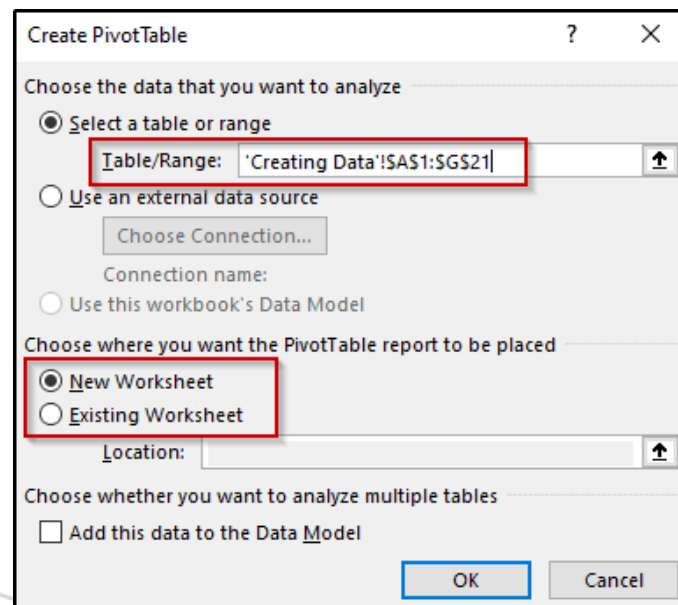 Create PivotTable ?
Choose the data that you want to analyze
Select a table or range
Table/Range: 'Creating Data'!$A$1:$G$21
Use an external data source
Choose Connection...
Connection name:
Use this workbook's Data Model
Choose where you want the PivotTable report to be placed
New Worksheet
Existing Worksheet
Location:
Choose whether you want to analyze multiple tables
Add this data to the Data Model
OK Cancel